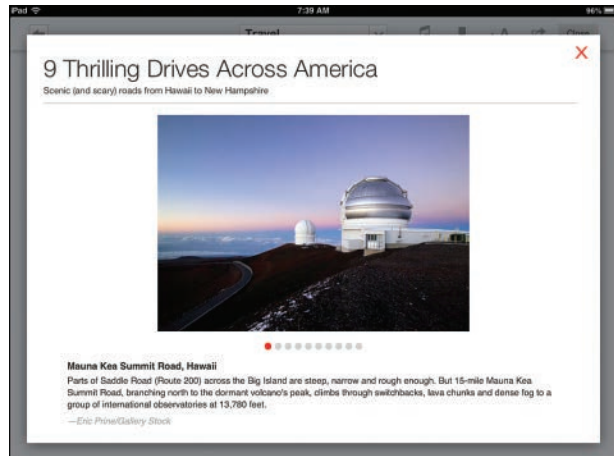 iPad 7:39 AM 96%
Travel A Close
9 Thrilling Drives Across America X
Scenic (and scary) roads from Hawaii to New Hampshire
Mauna Kea Summit Road, Hawaii
Parts of Saddle Road (Route 200) across the Big Island are steep, narrow and rough enough. But 15-mile Mauna Kea
Summit Road, branching north to the dormant volcano's peak, climbs through switchbacks, lava chunks and dense fog to a
group of international observatories at 13,780 feet.
—Eric Prine/Gallery Stock